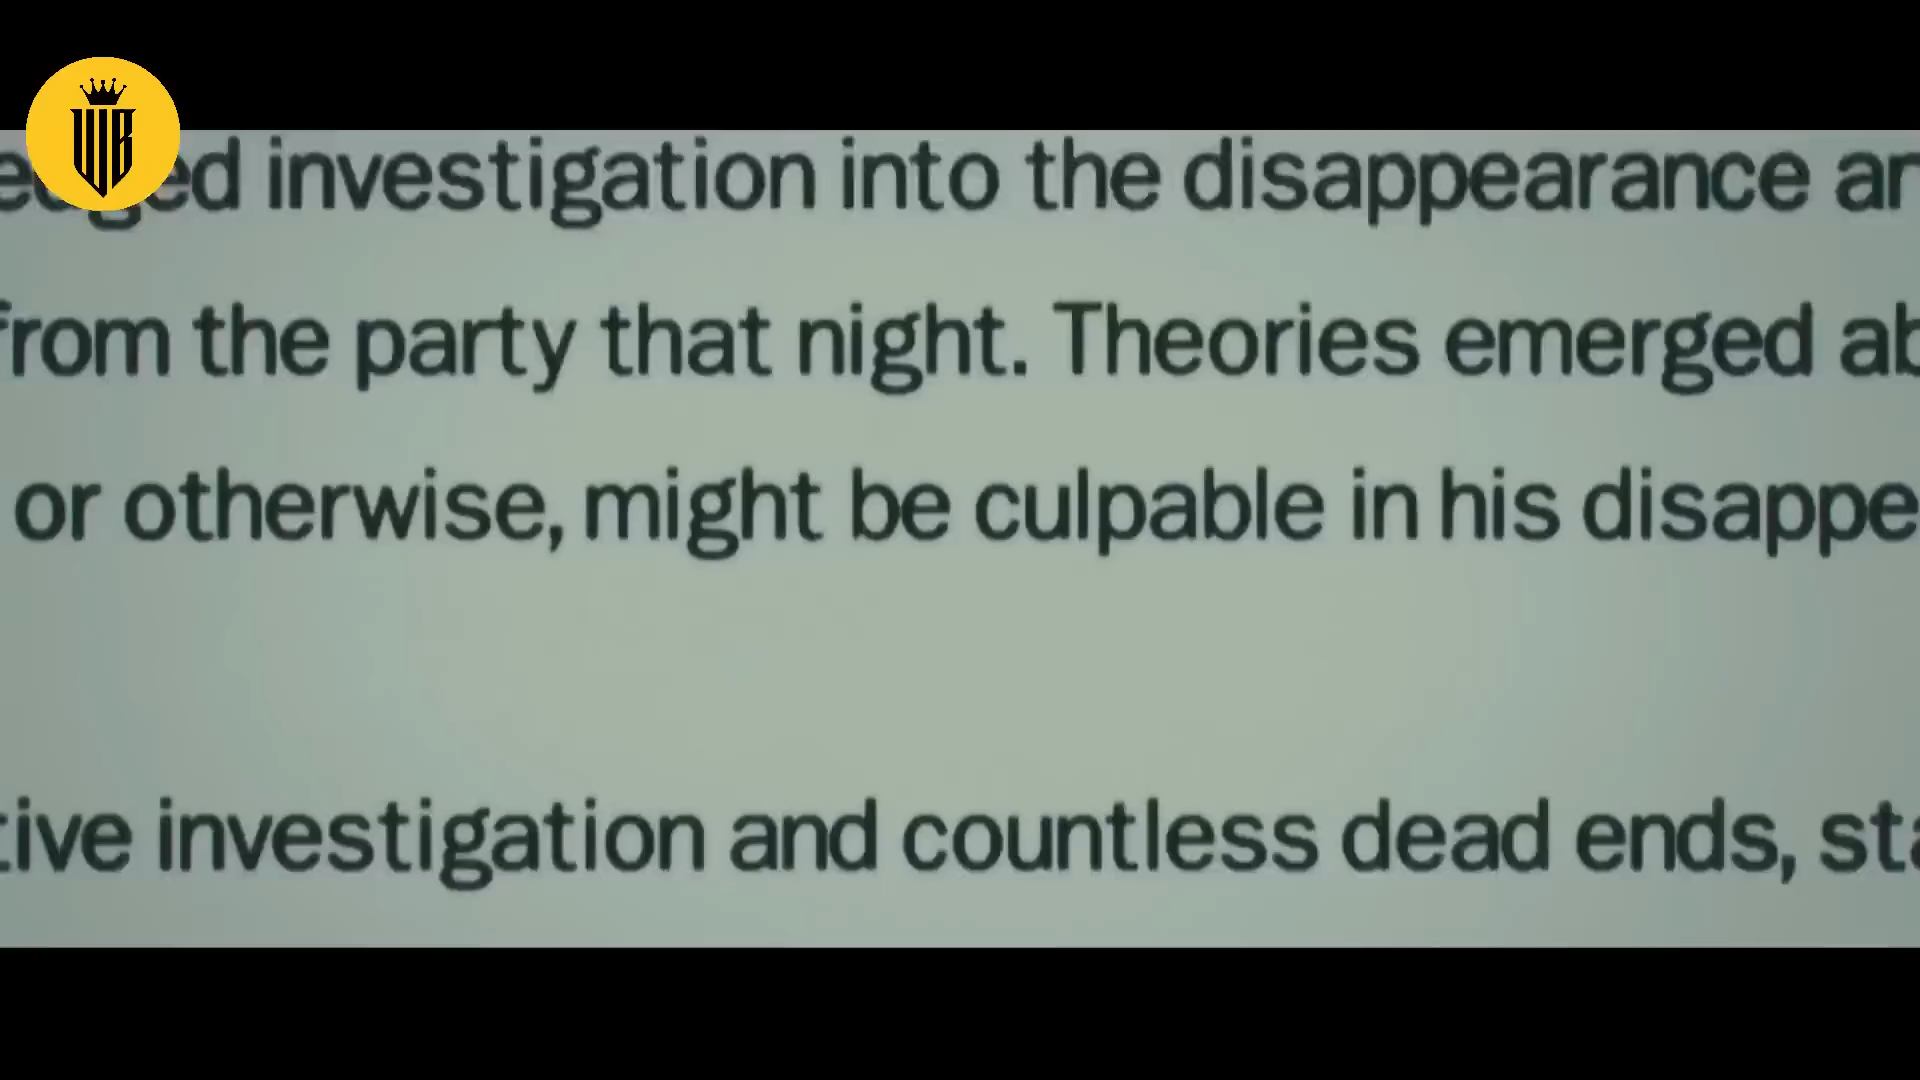 investigation into the disappearance
from the party that night. Theories emerged
or otherwise, might be culpable in his
investigation and countless dead ends,